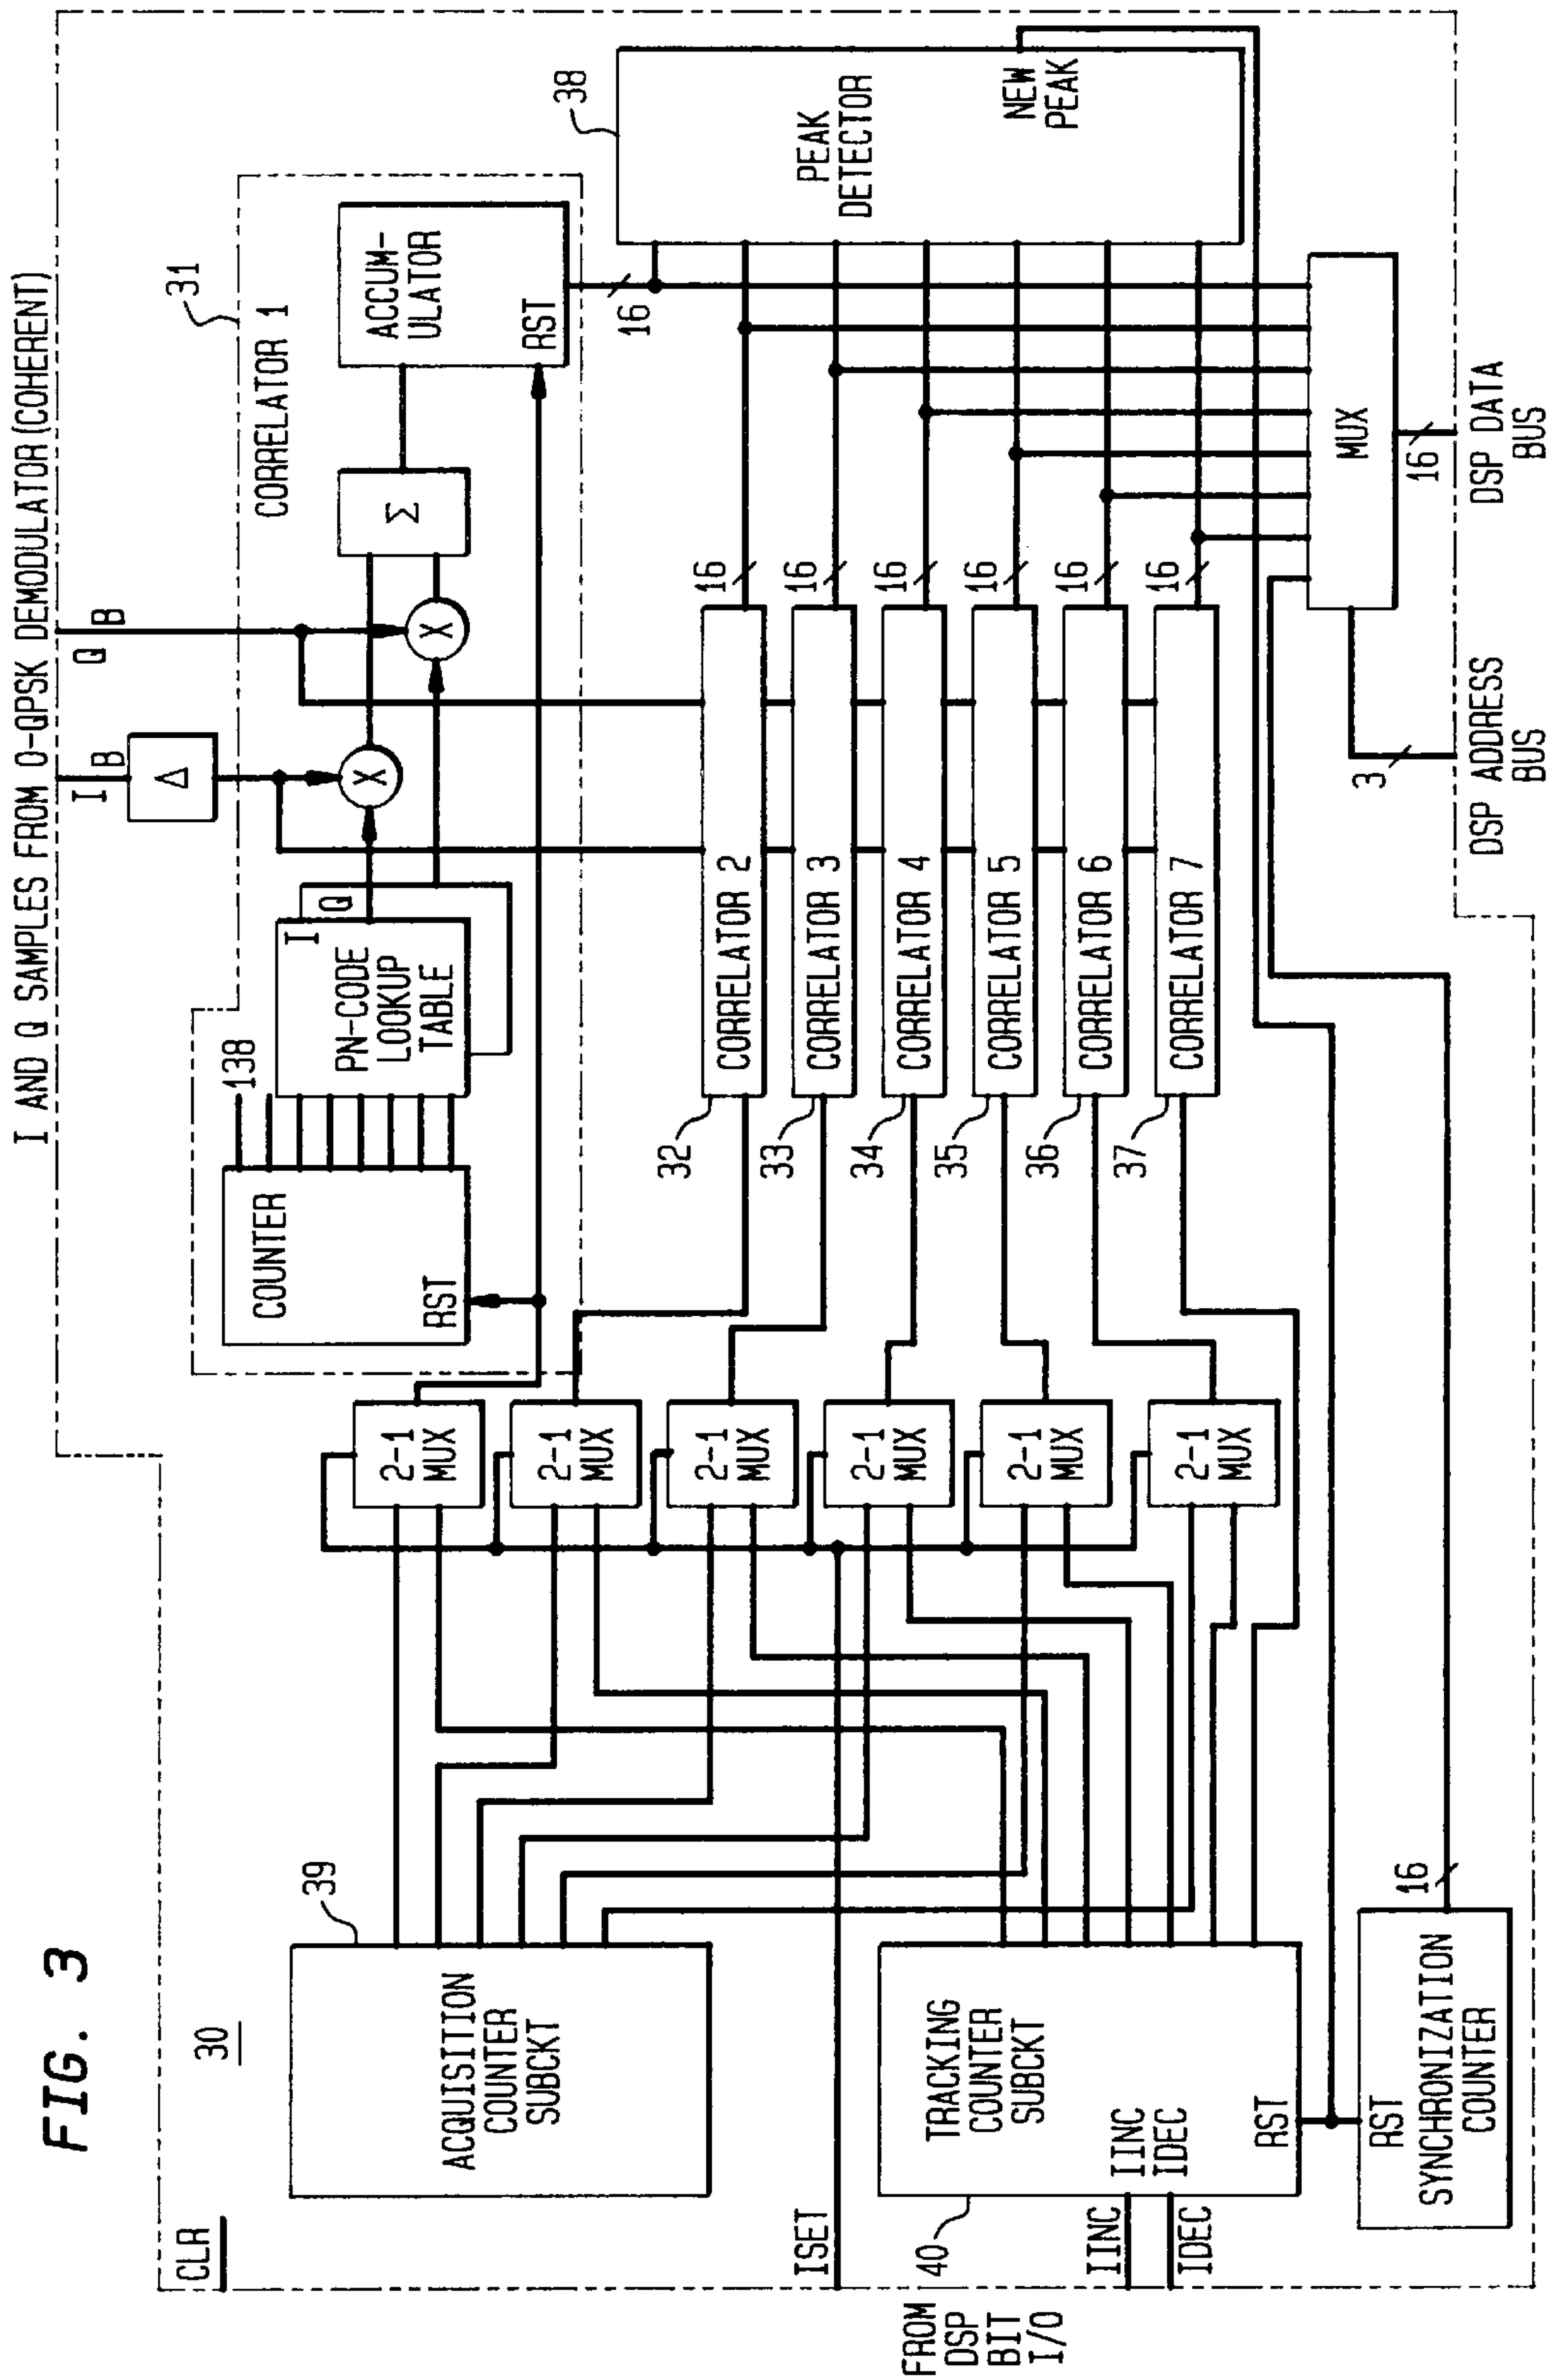 FIG. 3
30
I AND Q SAMPLES FROM O-QPSK DEMODULATOR (COHERENT)
CLR
I
B
Q
B
Δ
31
CORRELATOR 1
COUNTER
RST
138
PN-CODE
LOOKUP
TABLE
I
Q
X
X
Σ
ACCUM-
ULATOR
RST
16
39
ACQUISITION
COUNTER
SUBCKT
2-1
MUX
2-1
MUX
2-1
MUX
2-1
MUX
2-1
MUX
2-1
MUX
32
CORRELATOR 2
16
33
CORRELATOR 3
16
34
CORRELATOR 4
16
35
CORRELATOR 5
16
36
CORRELATOR 6
16
37
CORRELATOR 7
16
38
PEAK
DETECTOR
NEW
PEAK
ISET
FROM
DSP
BIT
I/O
40
IINC
IDEC
TRACKING
COUNTER
SUBCKT
IINC
IDEC
RST
RST
SYNCHRONIZATION
COUNTER
16
MUX
3
16
DSP ADDRESS
BUS
DSP DATA
BUS